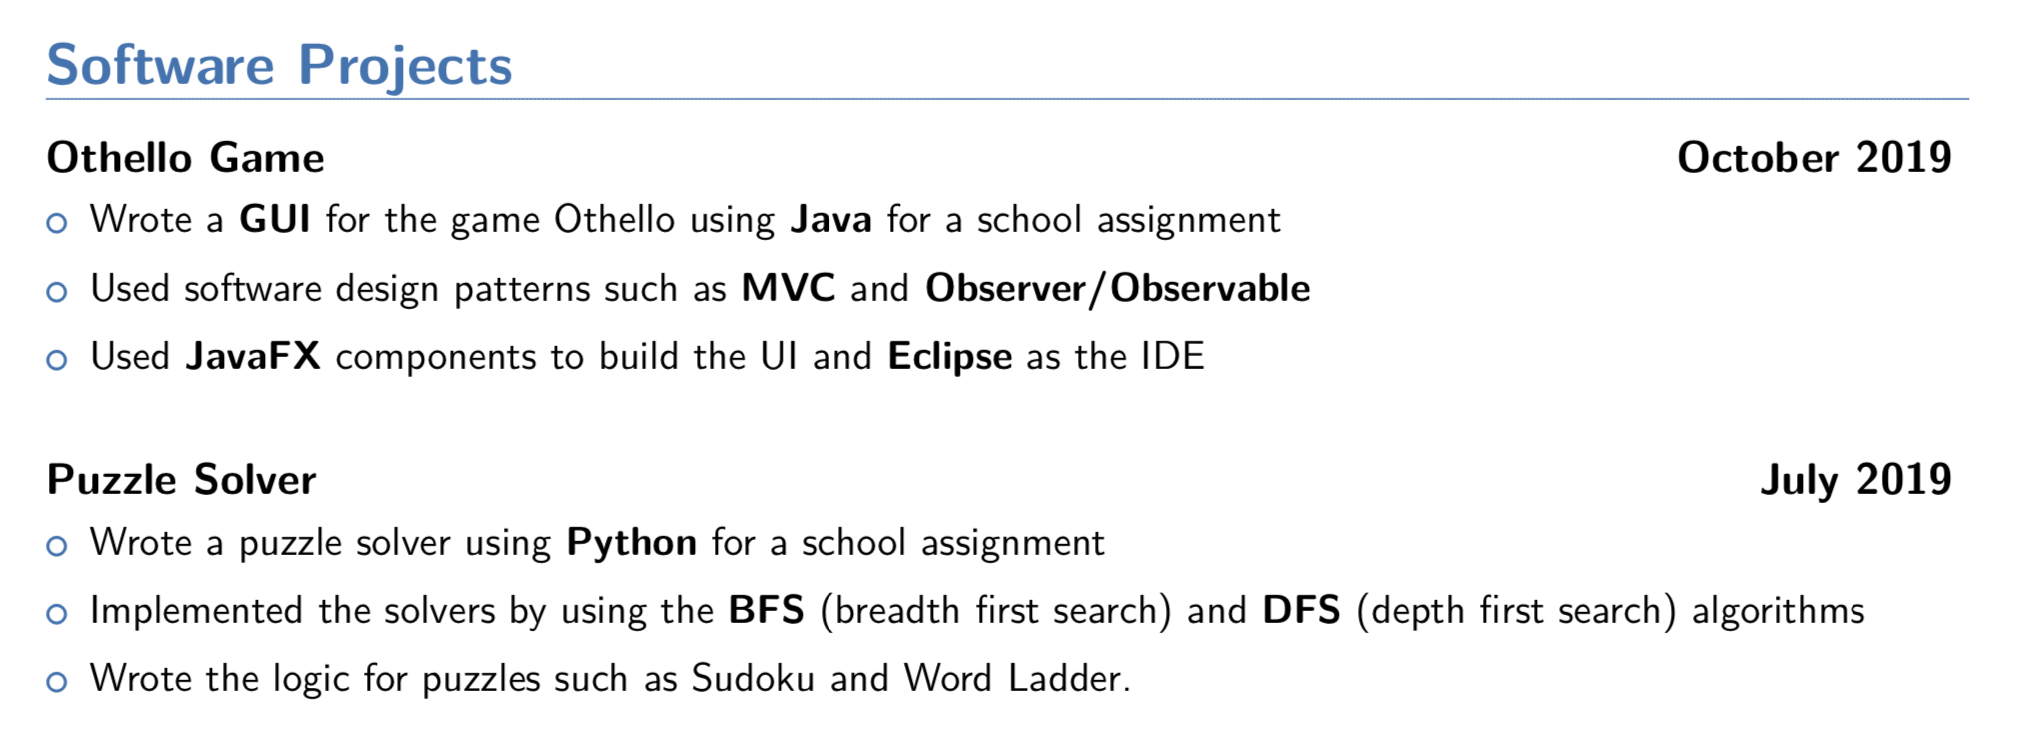 Software Projects
Othello Game October 2019
Wrote a GUI for the game Othello using Java for a school assignment
Used software design patterns such as MVC and Observer/Observable
Used JavaFX components to build the UI and Eclipse as the IDE
Puzzle Solver July 2019
Wrote a puzzle solver using Python for a school assignment
Implemented the solvers by using the BFS (breadth first search) and DFS (depth first search) algorithms
Wrote the logic for puzzles such as Sudoku and Word Ladder.